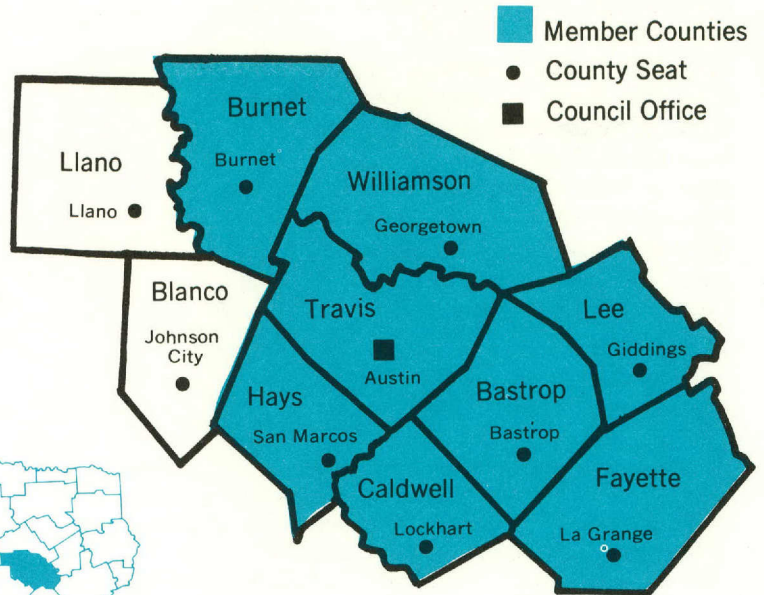 Member Counties
County Seat
Council Office
Burnet
Burnet
Llano
Llano
Williamson
Georgetown
Blanco
Johnson
City
Travis
Austin
Lee
Giddings
Hays
San Marcos
Bastrop
Bastrop
Caldwell
Lockhart
Fayette
La Grange